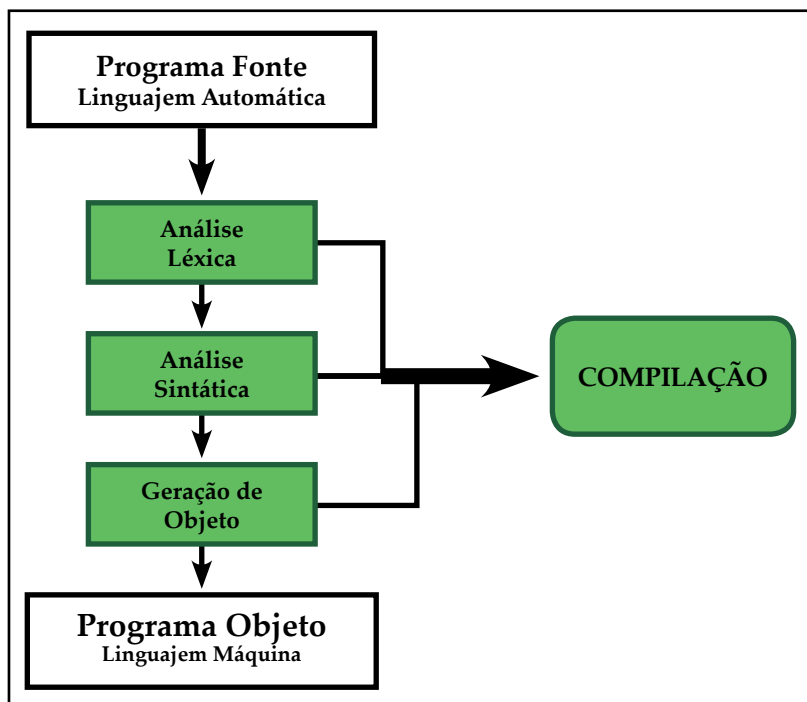 Programa Fonte
Linguajem Automática
Análise
Léxica
Análise
Sintática
COMPILAÇÃO
Geração de
Objeto
Programa Objeto
Linguajem Máquina